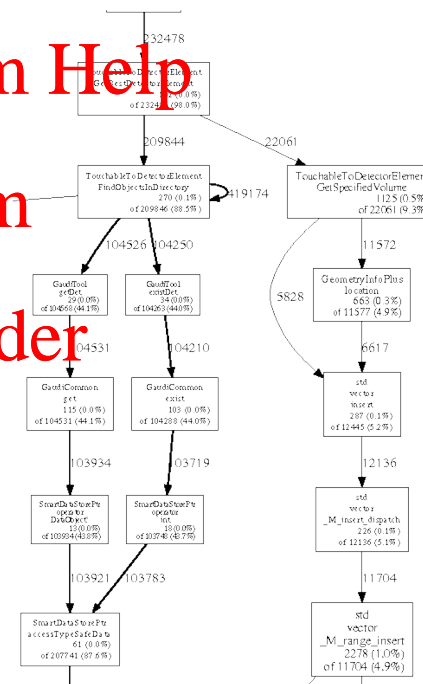 232478
m Help
TouchableToDetectorElement
GetBestDetectorElement
(0.0%)
(98.0%)
209844
22061
TouchableToDetectorElement
FindObjectInDirectory
270 (0.1%)
of 209846 (88.5%)
419174
TouchableToDetectorElemen
GetSpecifiedVolume
1125 (0.5%
of 22061 (9.3%
m
104526
104250
11572
GaudiTool
getDet
29 (0.0%)
of 104568 (44.1%)
GaudiTool
existDet
34 (0.0%)
of 104263 (44.0%)
5828
GeometryInfoPlus
location
663 (0.3%)
of 11577 (4.9%)
der
104531
104210
6617
GaudiCommon
get
115 (0.0%)
of 104531 (44.1%)
GaudiCommon
exist
103 (0.0%)
of 104288 (44.0%)
std
vector
insert
287 (0.1%)
of 12445 (5.2%)
103934
103719
12136
SmartDataStorePtr
operator
DataObject*
13 (0.0%)
of 103934 (43.8%)
SmartDataStorePtr
operator
int
18 (0.0%)
of 103748 (43.7%)
std
vector
_M_insert_dispatch
226 (0.1%)
of 12136 (5.1%)
103921
103783
11704
SmartDataStorePtr
accessTypeSafeData
61 (0.0%)
of 207741 (87.6%)
std
vector
_M_range_insert
2278 (1.0%)
of 11704 (4.9%)